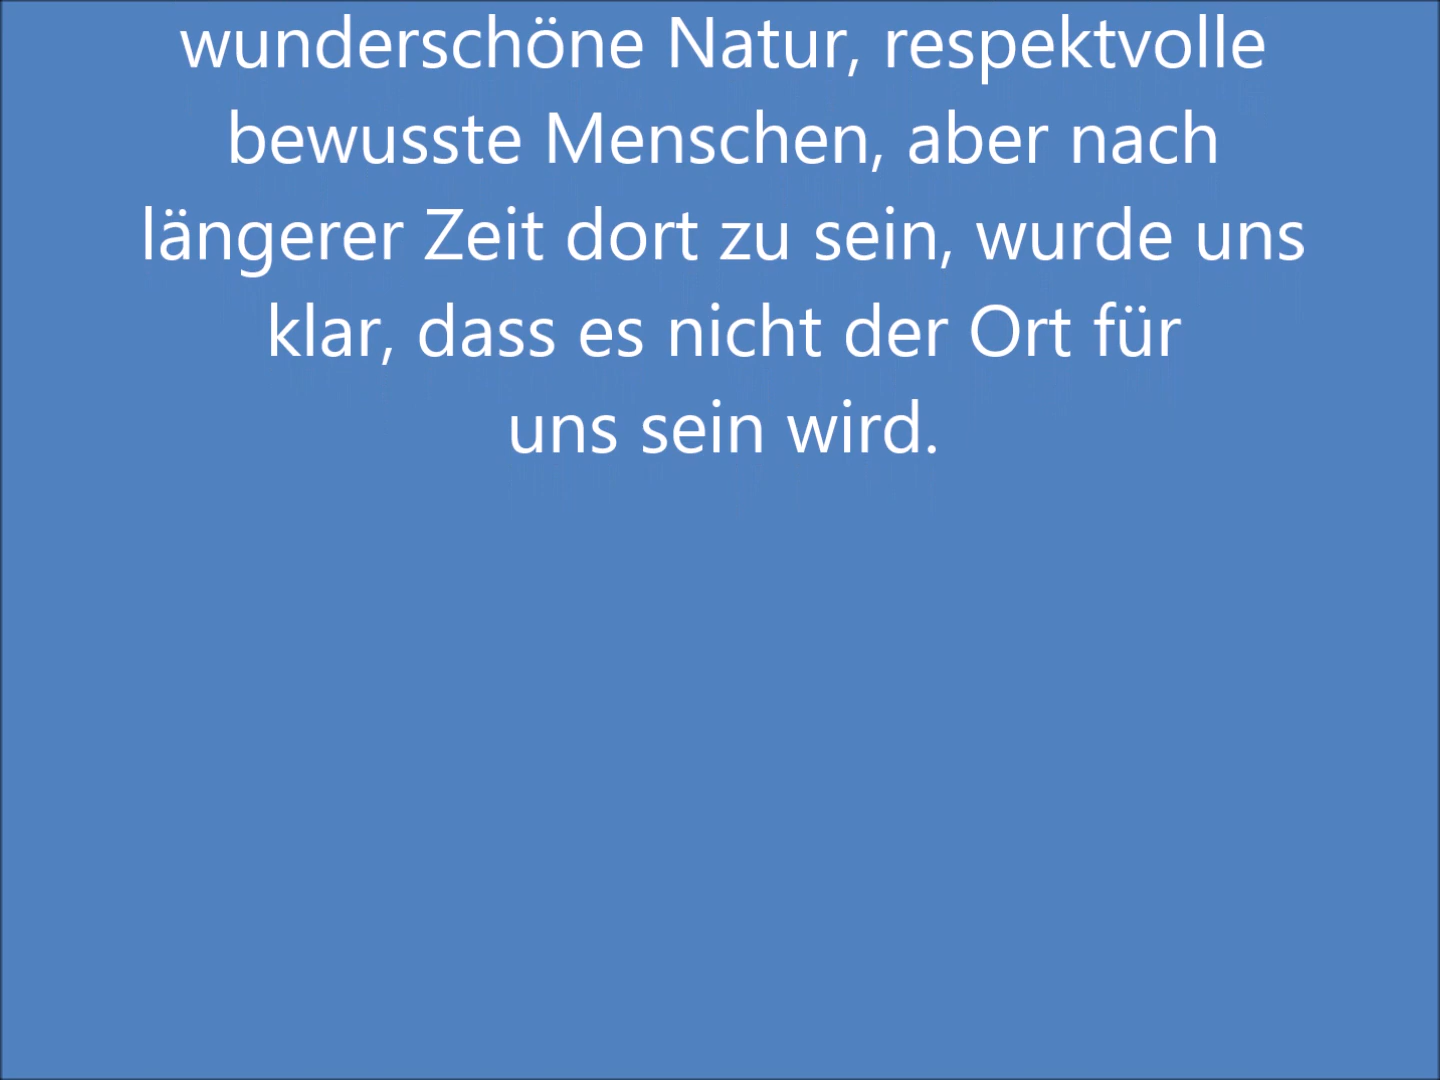 wunderschöne Natur, respektvolle
bewusste Menschen, aber nach
längerer Zeit dort zu sein, wurde uns
klar, dass es nicht der Ort für
uns sein wird.